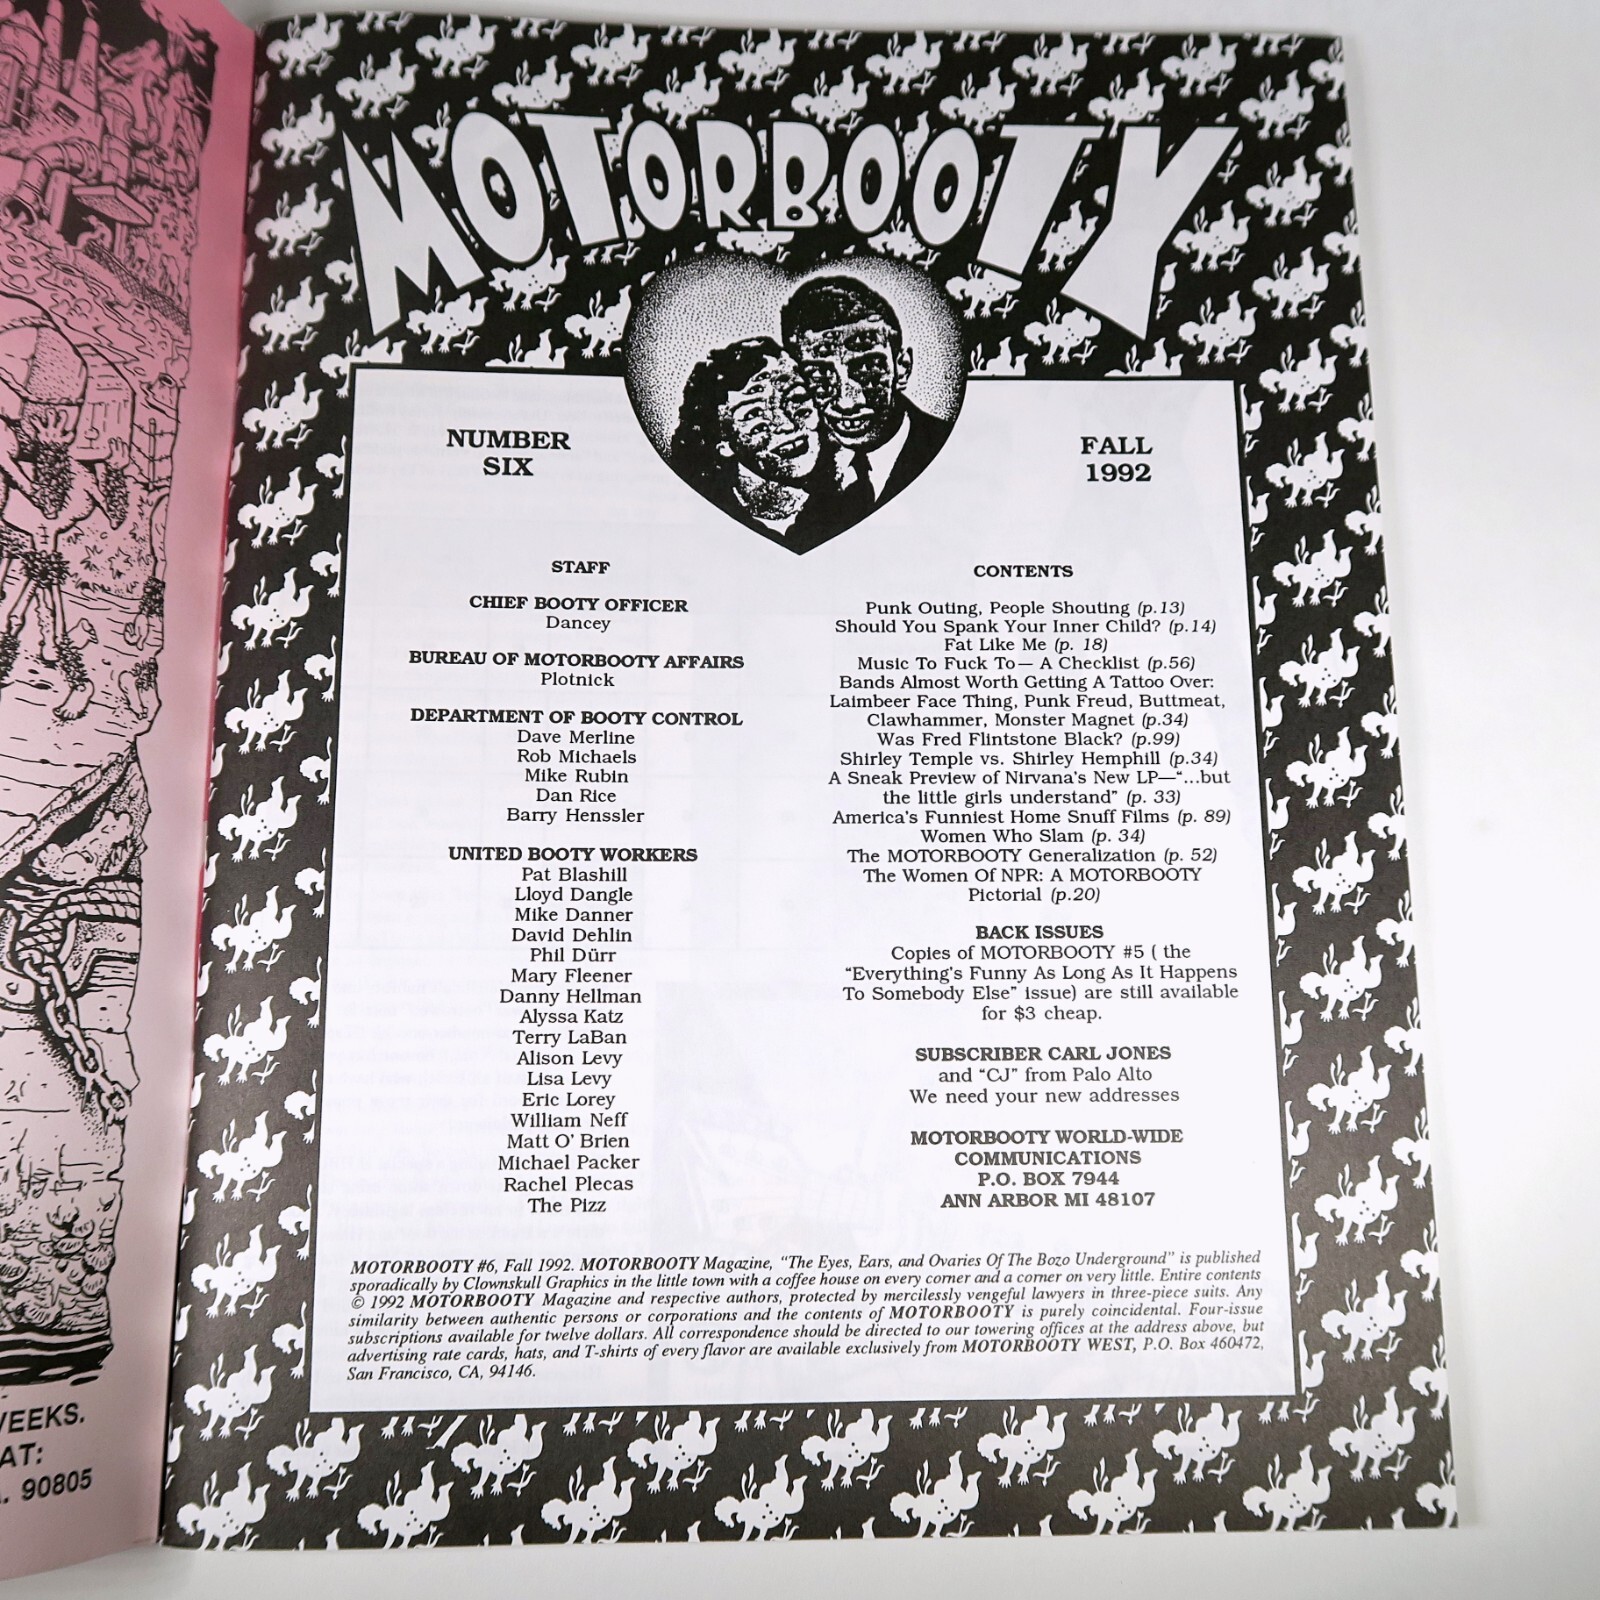 MOTORBOOTY
NUMBER
SIX
FALL
1992
STAFF
CHIEF BOOTY OFFICER
Dancey
BUREAU OF MOTORBOOTY AFFAIRS
Plotnick
DEPARTMENT OF BOOTY CONTROL
Dave Merline
Rob Michaels
Mike Rubin
Dan Rice
Barry Henssler
UNITED BOOTY WORKERS
Pat Blashill
Lloyd Dangle
Mike Danner
David Dehlin
Phil Dürr
Mary Fleener
Danny Hellman
Alyssa Katz
Terry LaBan
Alison Levy
Lisa Levy
Eric Lorey
William Neff
Matt O' Brien
Michael Packer
Rachel Plecas
The Pizz
CONTENTS
Punk Outing, People Shouting (p.13)
Should You Spank Your Inner Child? (p.14)
Fat Like Me (p. 18)
Music To Fuck To— A Checklist (p.56)
Bands Almost Worth Getting A Tattoo Over:
Laimbeer Face Thing, Punk Freud, Buttmeat,
Clawhammer, Monster Magnet (p.34)
Was Fred Flintstone Black? (p.99)
Shirley Temple vs. Shirley Hemphill (p.34)
A Sneak Preview of Nirvana's New LP—“...but
the little girls understand” (p. 33)
America's Funniest Home Snuff Films (p. 89)
Women Who Slam (p. 34)
The MOTORBOOTY Generalization (p. 52)
The Women Of NPR: A MOTORBOOTY
Pictorial (p.20)
BACK ISSUES
Copies of MOTORBOOTY #5 ( the
“Everything's Funny As Long As It Happens
To Somebody Else” issue) are still available
for $3 cheap.
SUBSCRIBER CARL JONES
and “CJ” from Palo Alto
We need your new addresses
MOTORBOOTY WORLD-WIDE
COMMUNICATIONS
P.O. BOX 7944
ANN ARBOR MI 48107
MOTORBOOTY #6, Fall 1992. MOTORBOOTY Magazine, “The Eyes, Ears, and Ovaries Of The Bozo Underground” is published
sporadically by Clownskull Graphics in the little town with a coffee house on every corner and a corner on very little. Entire contents
© 1992 MOTORBOOTY Magazine and respective authors, protected by mercilessly vengeful lawyers in three-piece suits. Any
similarity between authentic persons or corporations and the contents of MOTORBOOTY is purely coincidental. Four-issue
subscriptions available for twelve dollars. All correspondence should be directed to our towering offices at the address above, but
advertising rate cards, hats, and T-shirts of every flavor are available exclusively from MOTORBOOTY WEST, P.O. Box 460472,
San Francisco, CA, 94146.
WEEKS.
AT:
. 90805